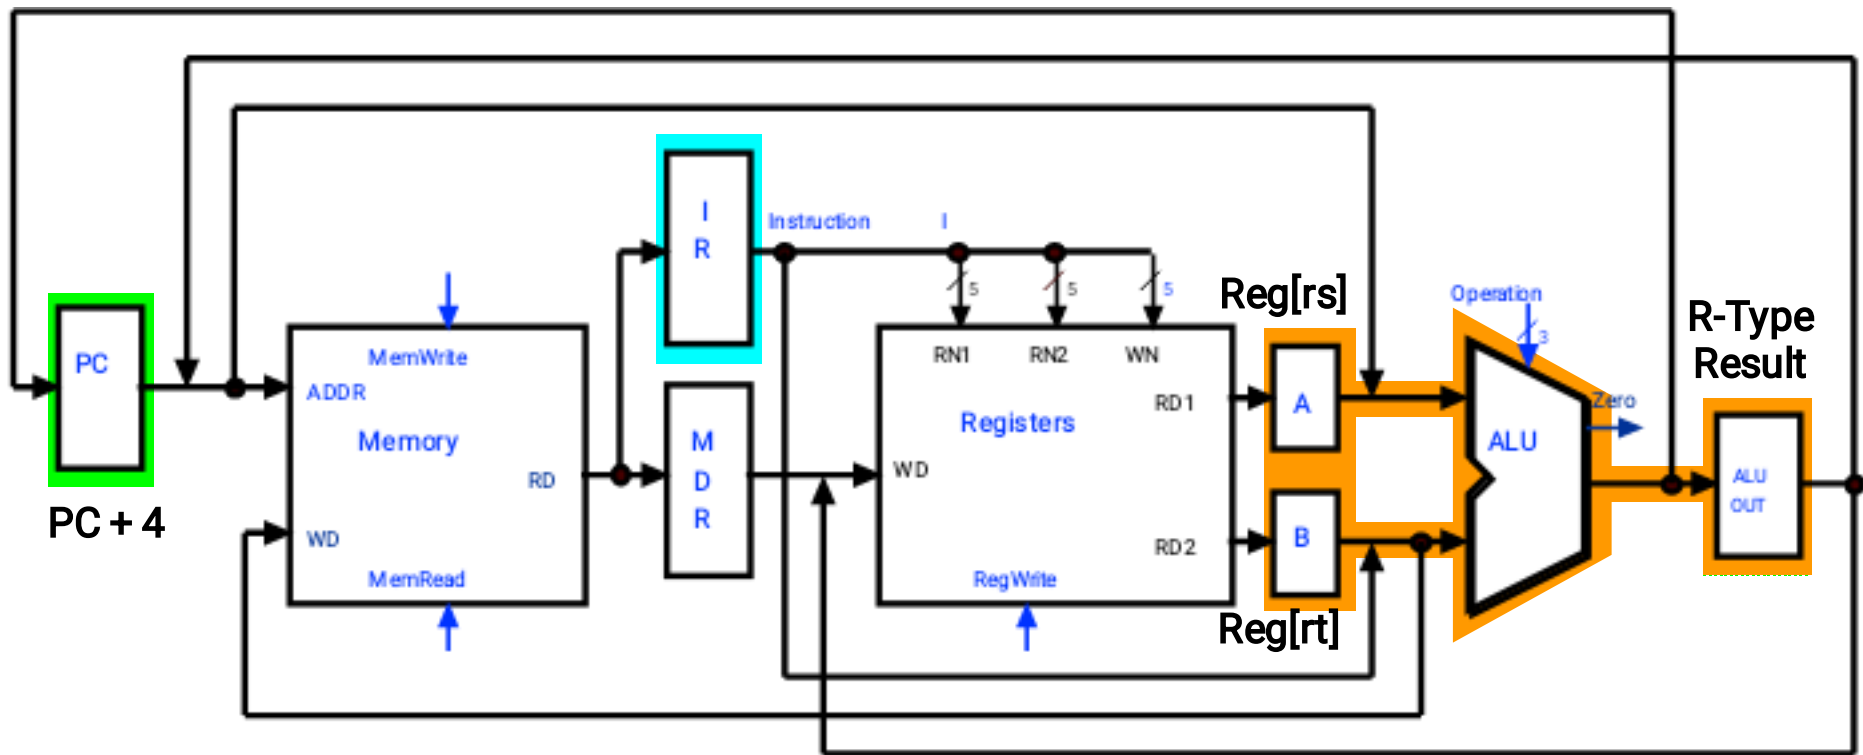 I
R
Instruction
I
5
5
5
Reg[rs]
Operation
3
R-Type
Result
PC
MemWrite
ADDR
Memory
RD
WD
MemRead
PC + 4
M
D
R
RN1
RN2
WN
RD1
Registers
WD
RD2
RegWrite
A
B
Reg[rt]
Zero
ALU
ALU
OUT